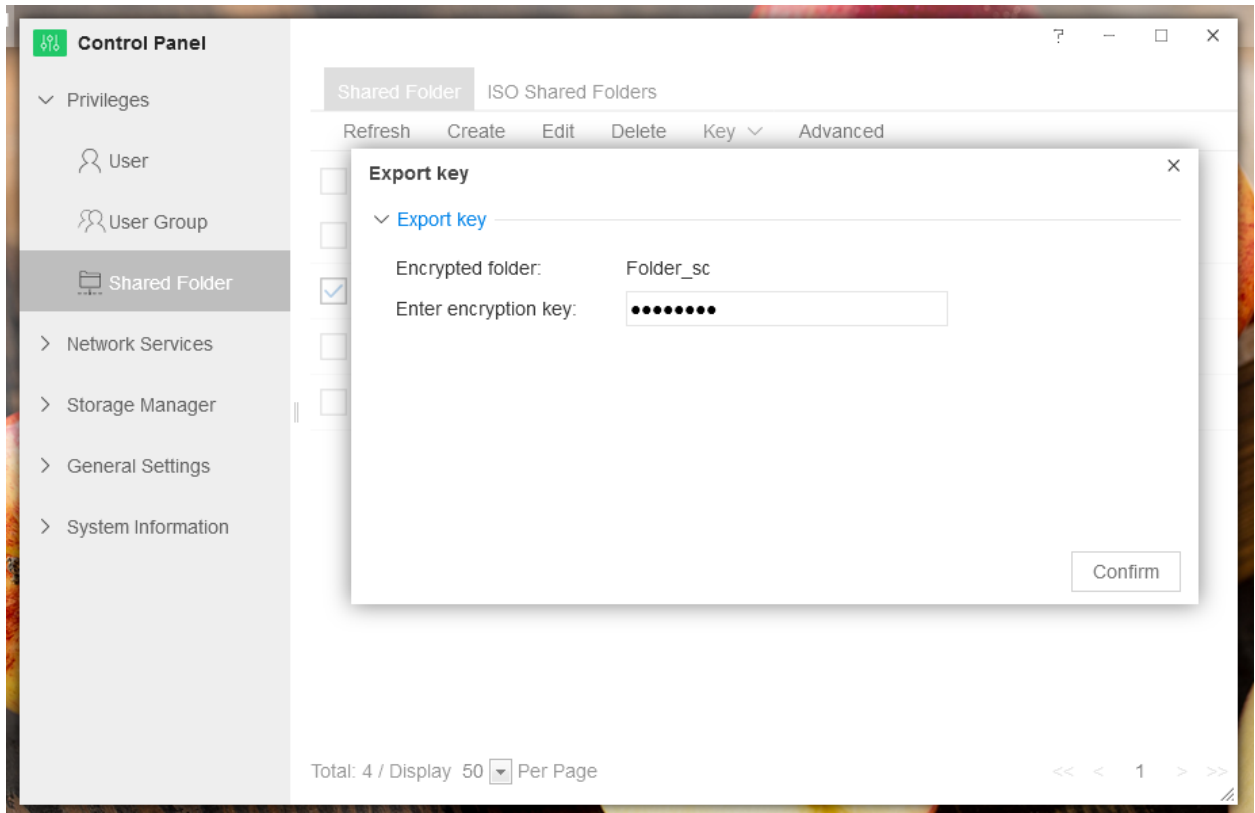 Control Panel
Privileges
User
User Group
Shared Folder
Network Services
Storage Manager
General Settings
System Information
Shared Folder ISO Shared Folders
Refresh Create Edit Delete Key Advanced
Export key
Export key
Encrypted folder: Folder_sc
Enter encryption key: ●●●●●●●●
Confirm
Total: 4 / Display 50 Per Page
<< < 1 > >>